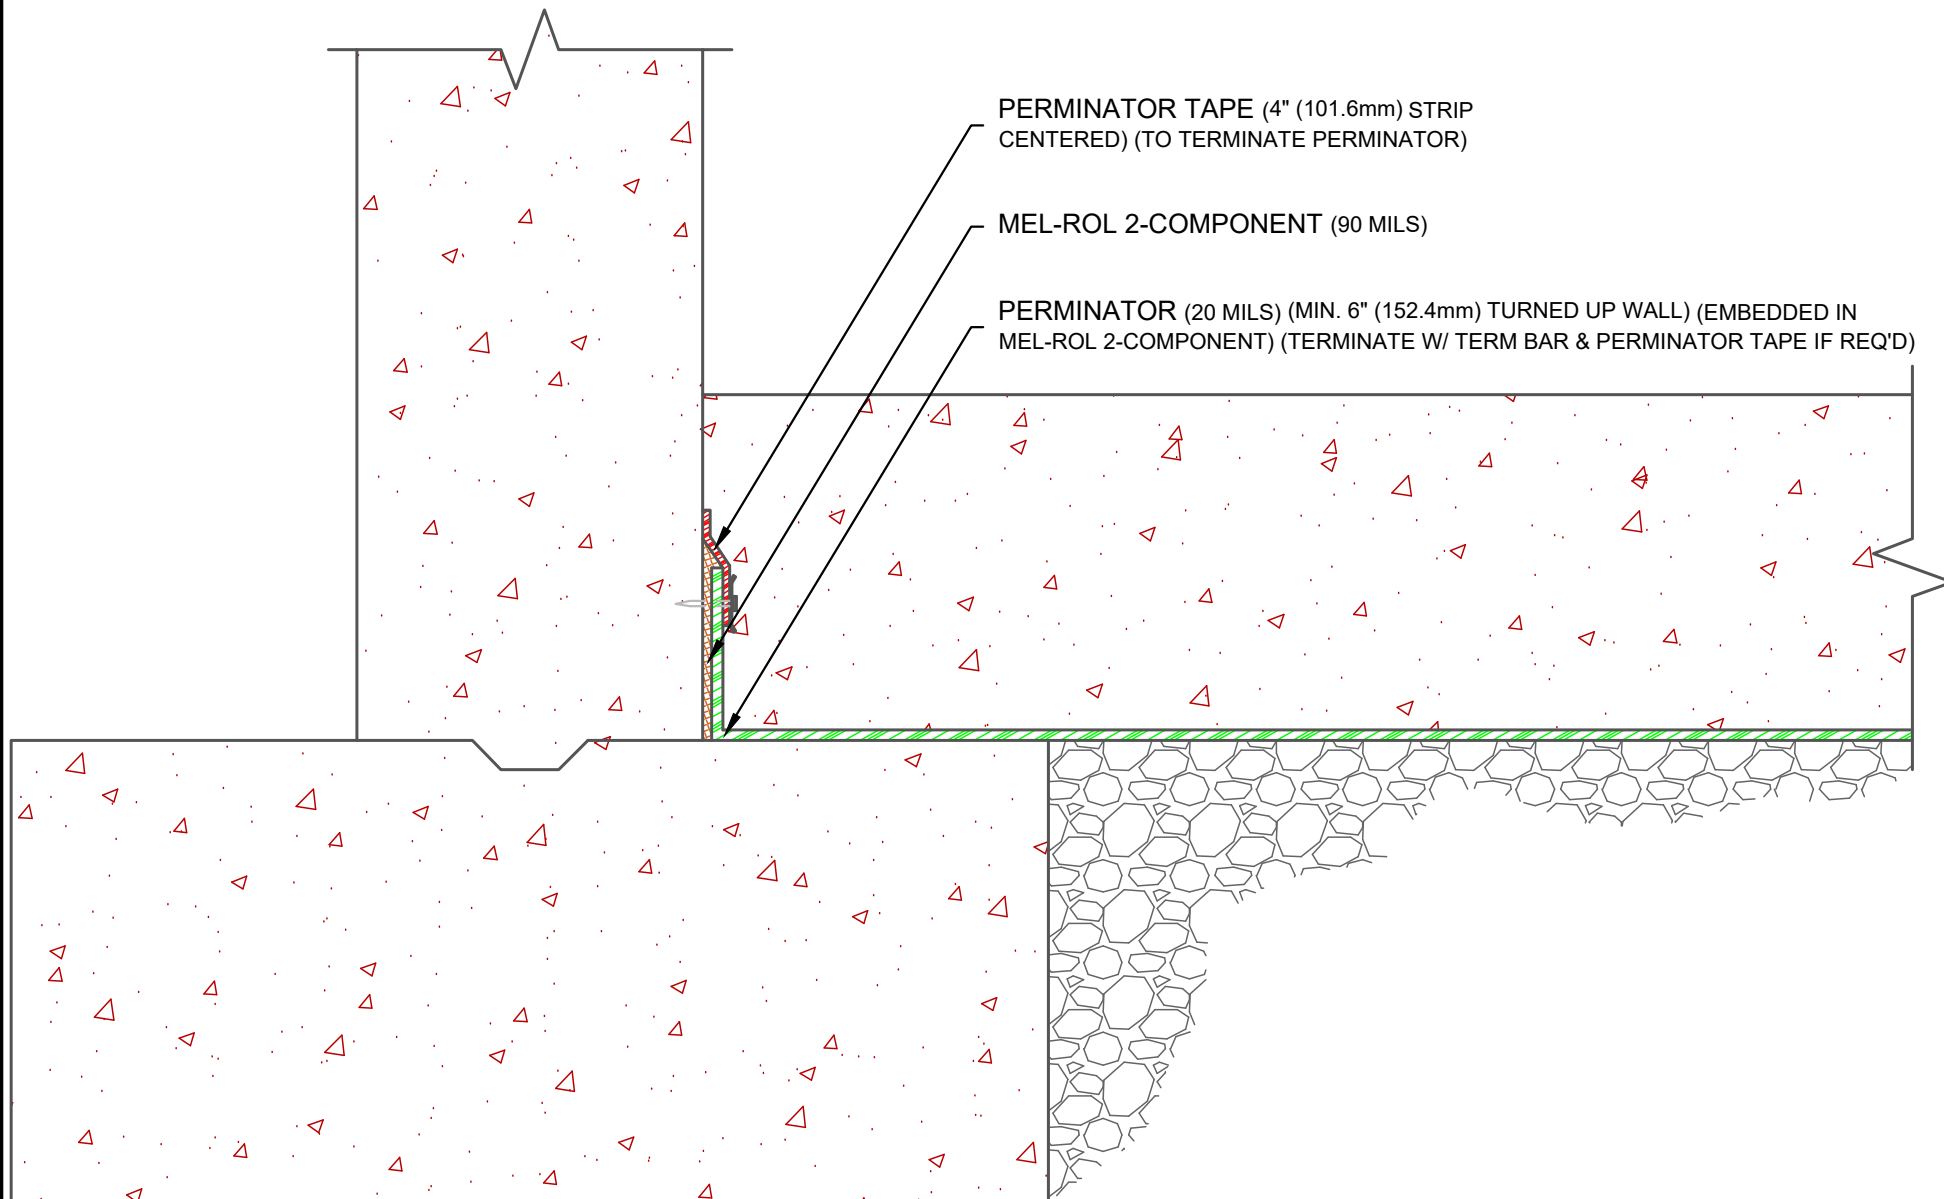 PERMINATOR TAPE (4" (101.6mm) STRIP
CENTERED) (TO TERMINATE PERMINATOR)
MEL-ROL 2-COMPONENT (90 MILS)
PERMINATOR (20 MILS) (MIN. 6" (152.4mm) TURNED UP WALL) (EMBEDDED IN
MEL-ROL 2-COMPONENT) (TERMINATE W/ TERM BAR & PERMINATOR TAPE IF REQ'D)